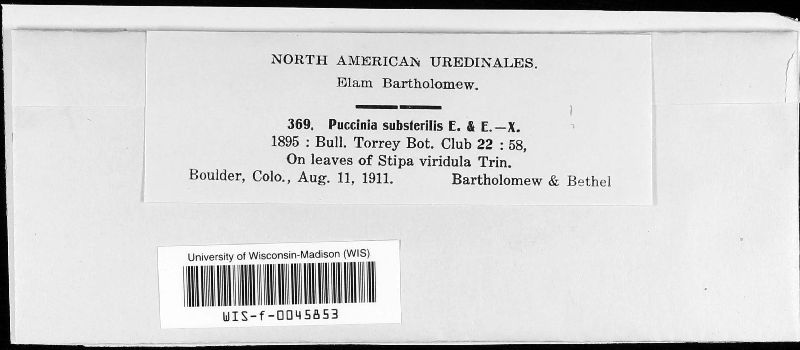 NORTH AMERICAN UREDINALES.
Elam Bartholomew.
369. Puccinia substerilis E. & E.—X.
1895 : Bull. Torrey Bot. Club 22 : 58,
On leaves of Stipa viridula Trin.
Boulder, Colo., Aug. 11, 1911. Bartholomew & Bethel
University of Wisconsin-Madison (WIS)
WIS-f-0045853